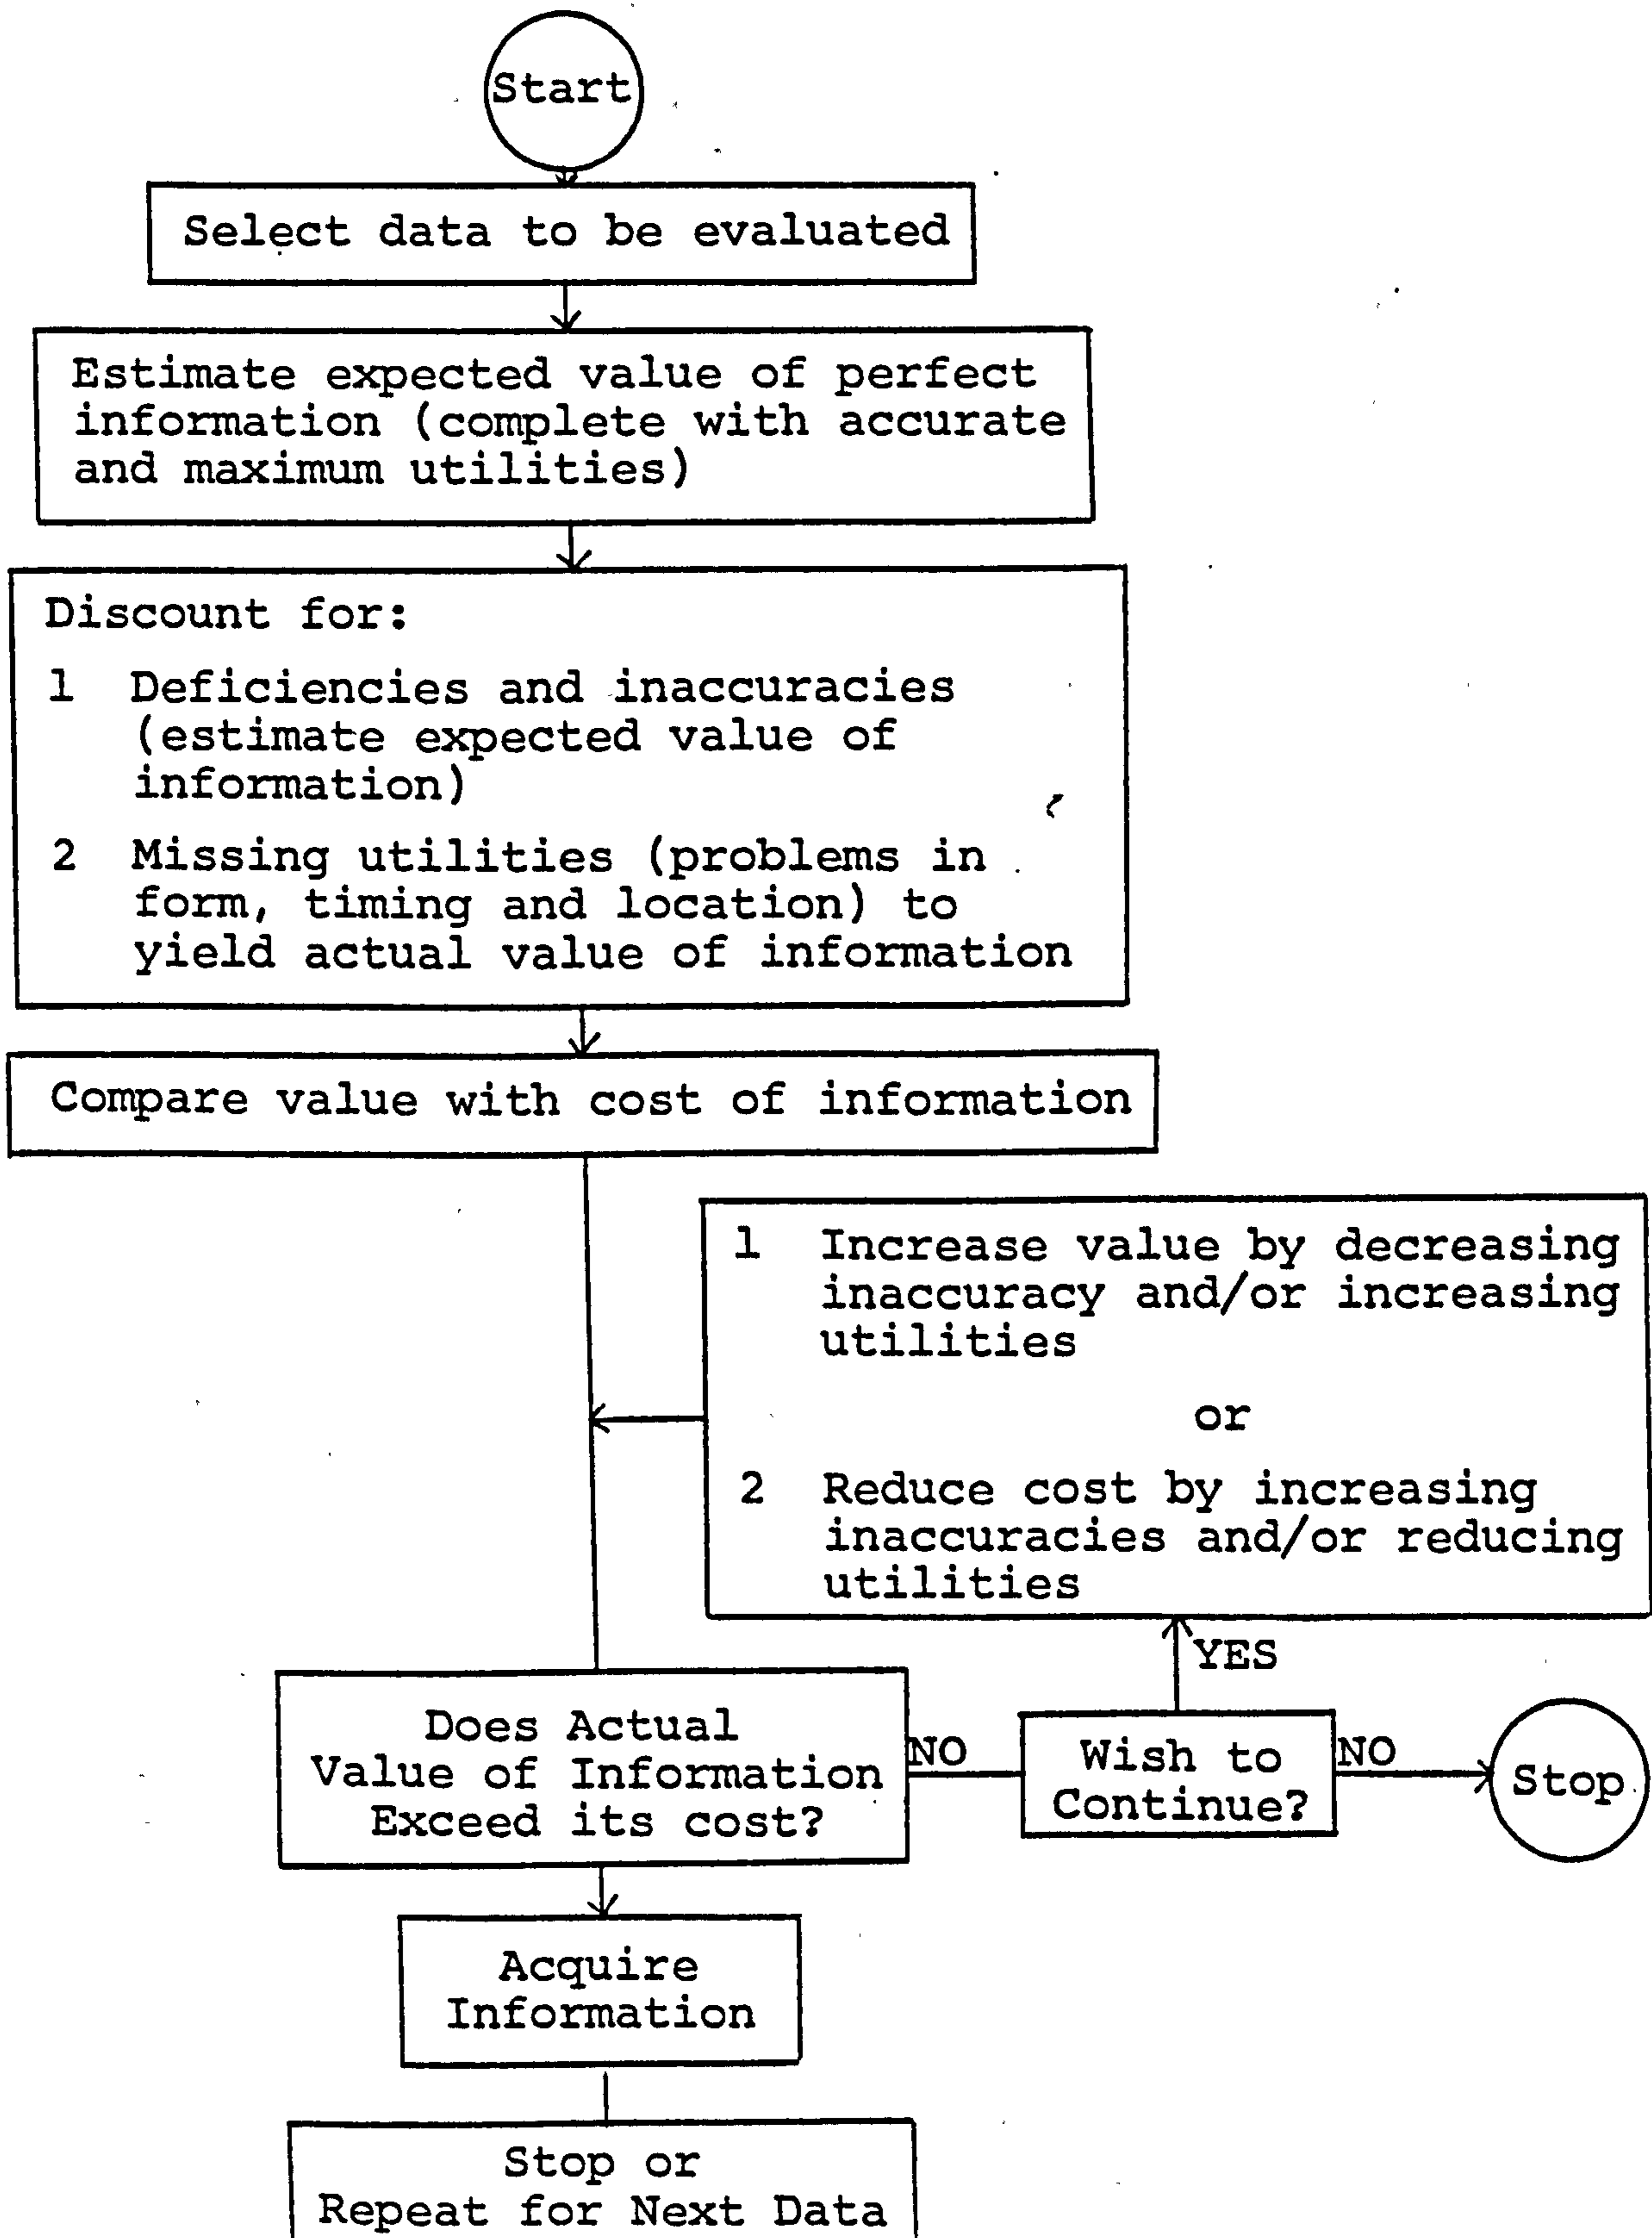 Start
Select data to be evaluated
Estimate expected value of perfect
information (complete with accurate
and maximum utilities)
Discount for:
1 Deficiencies and inaccuracies
(estimate expected value of
information)
2 Missing utilities (problems in
form, timing and location) to
yield actual value of information
Compare value with cost of information
1 Increase value by decreasing
inaccuracy and/or increasing
utilities
or
2 Reduce cost by increasing
inaccuracies and/or reducing
utilities
YES
Does Actual
Value of Information
Exceed its cost?
NO
Wish to
Continue?
NO
Stop
Acquire
Information
Stop or
Repeat for Next Data